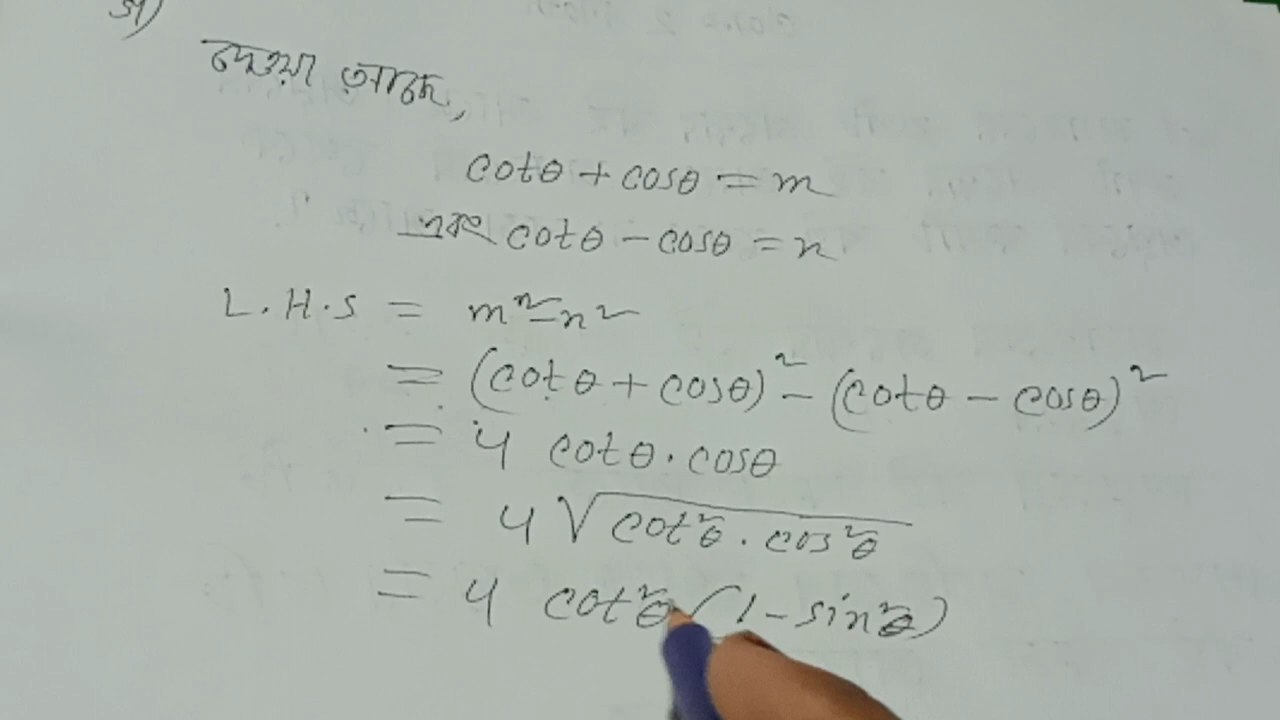 দেওয়া আছে,
cotθ + cosθ = m
এবং cotθ - cosθ = n
L.H.S = m² - n²
= (cotθ + cosθ)² - (cotθ - cosθ)²
= 4 cotθ . cosθ
= 4 √cot²θ . cos²θ
= 4 cot²θ (1 - sin²θ)